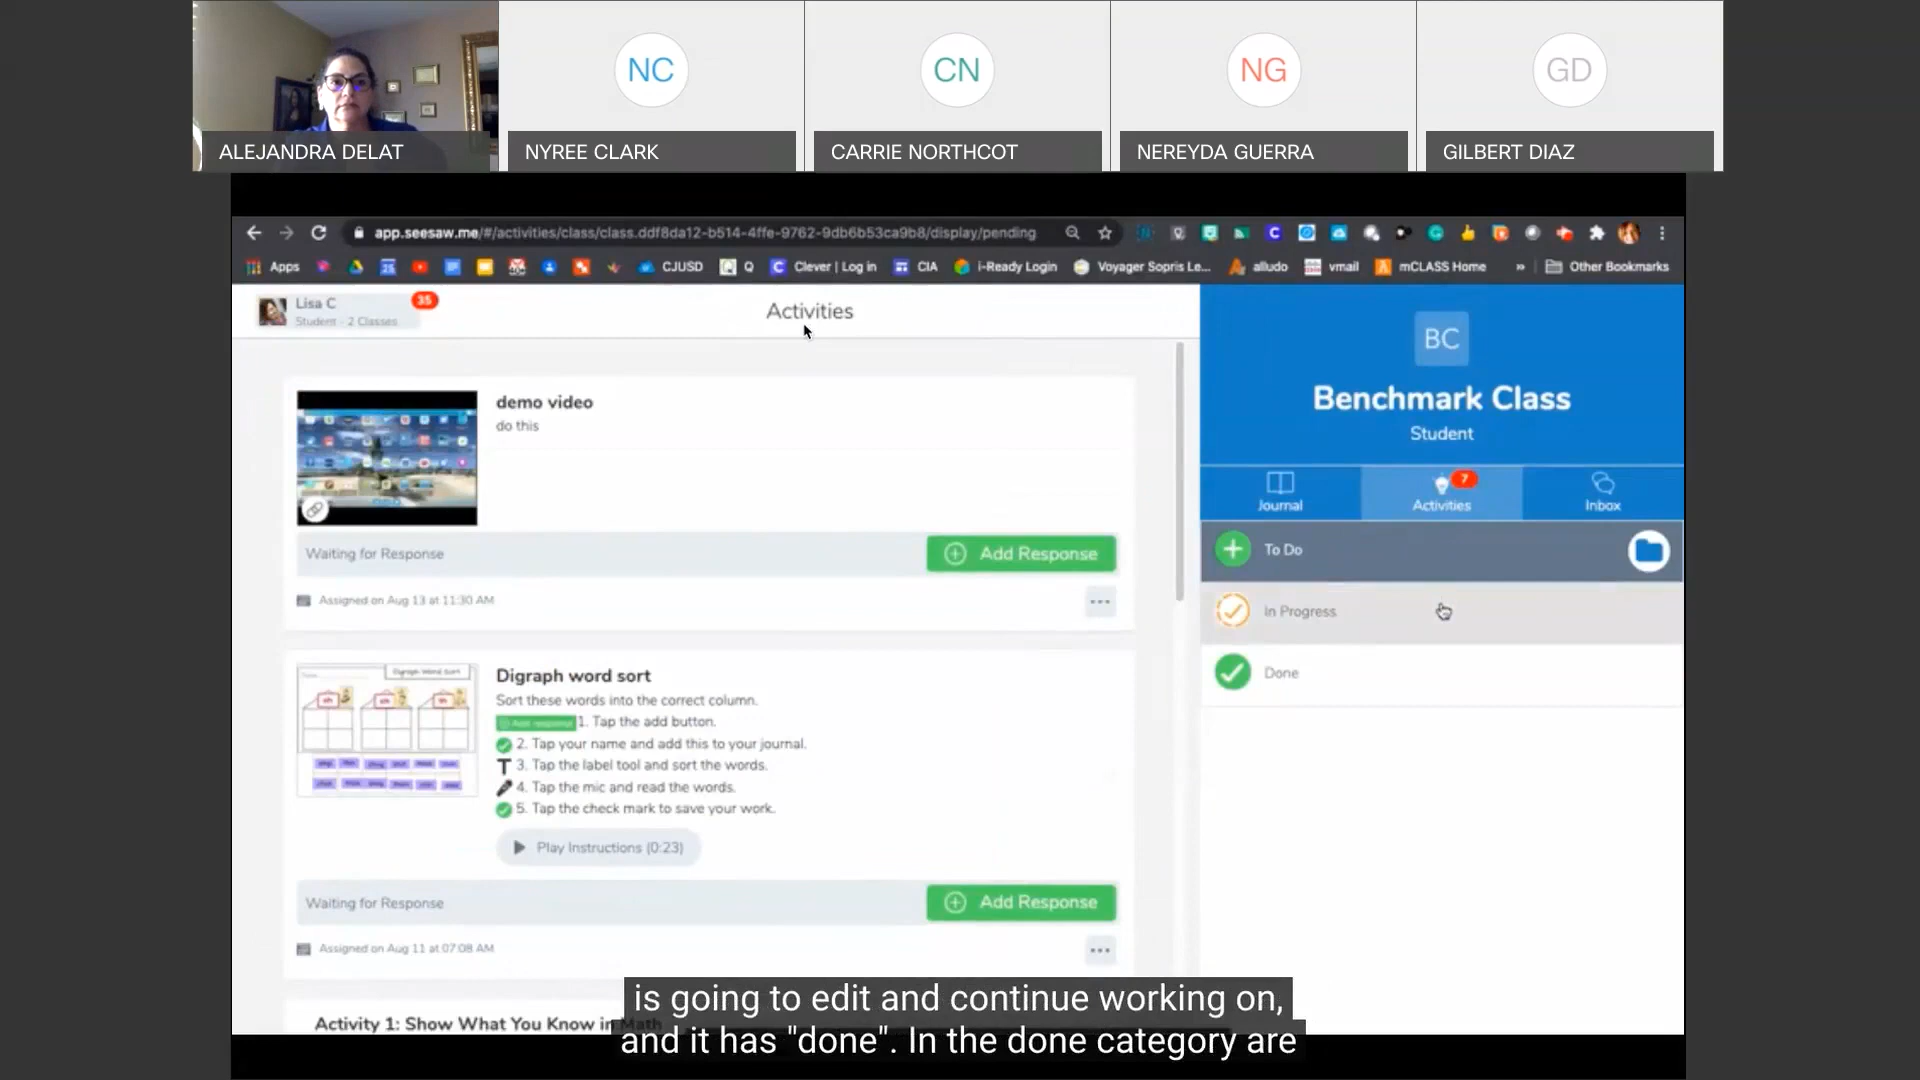 NC
CN
NG
GD
ALEJANDRA DELAT
NYREE CLARK
CARRIE NORTHCOT
NEREYDA GUERRA
GILBERT DIAZ
app.seesaw.me/#/activities/class/class.ddf8da12-b514-4ffe-9762-9db6b53ca9b8/display/pending
Apps CJUSD Q Clever | Log in CIA i-Ready Login Voyager Sopris Le... alludo vmail mCLASS Home » Other Bookmarks
Lisa C
35
Student - 2 Classes
Activities
demo video
do this
Waiting for Response
Add Response
Assigned on Aug 13 at 11:30 AM
Digraph word sort
Digraph word sort
Sort these words into the correct column.
Add response 1. Tap the add button.
2. Tap your name and add this to your journal.
T 3. Tap the label tool and sort the words.
4. Tap the mic and read the words.
5. Tap the check mark to save your work.
Play Instructions (0:23)
Waiting for Response
Add Response
Assigned on Aug 11 at 07:08 AM
Activity 1: Show What You Know in Math
BC
Benchmark Class
Student
Journal
7
Activities
Inbox
To Do
In Progress
Done
is going to edit and continue working on,
and it has "done". In the done category are